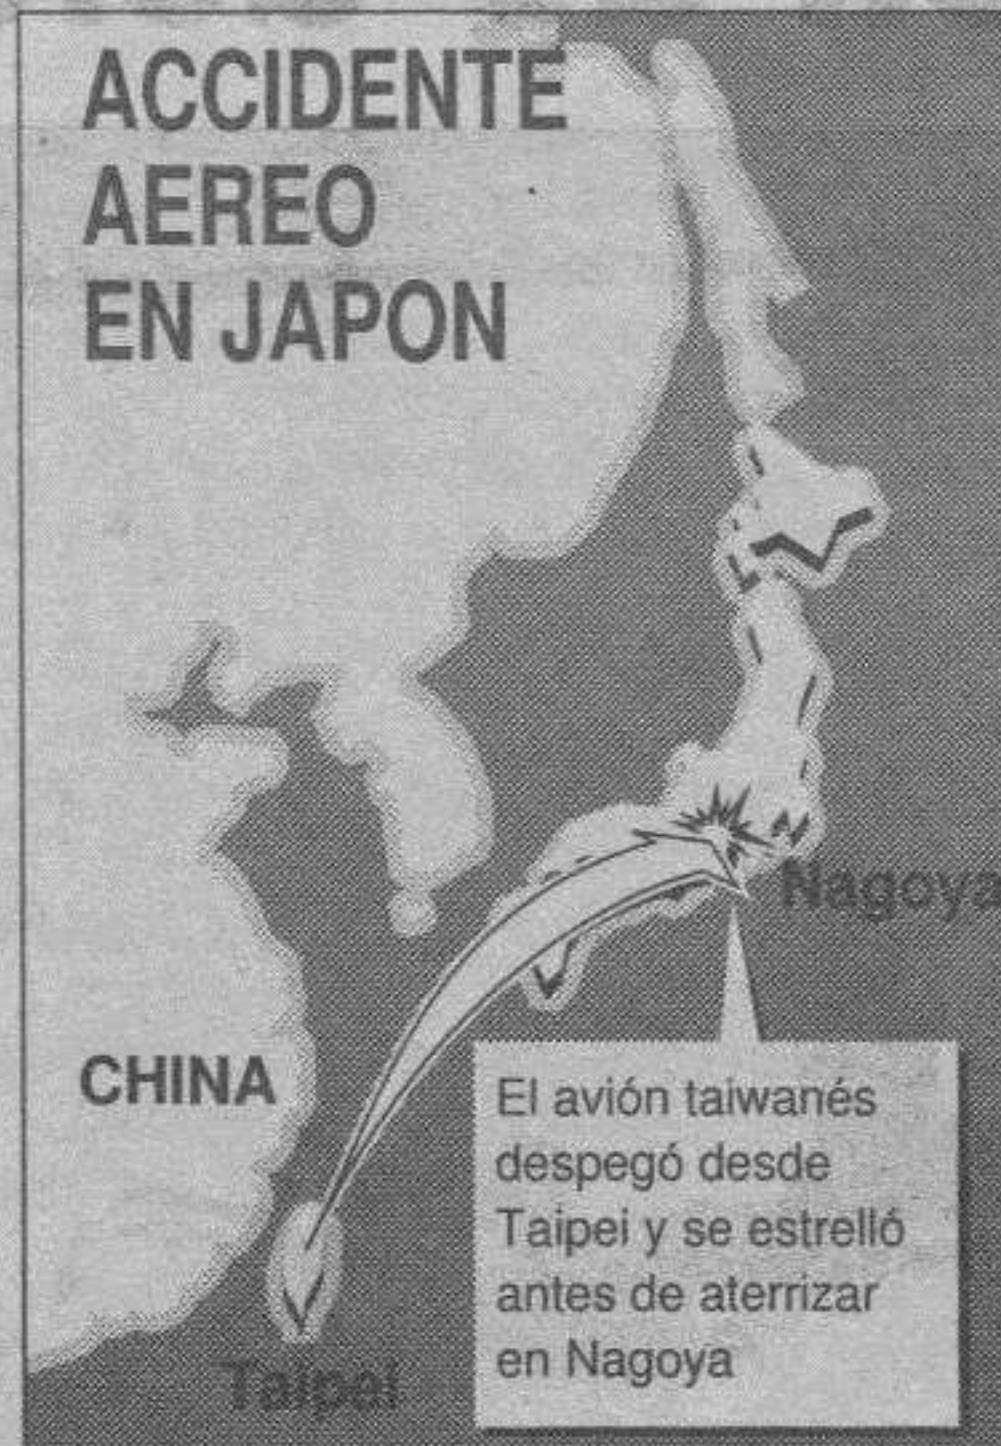 ACCIDENTE
AEREO
EN JAPON
Nagoya
CHINA
El avión taiwanés
despegó desde
Taipei y se estrelló
antes de aterrizar
en Nagoya
Taipei